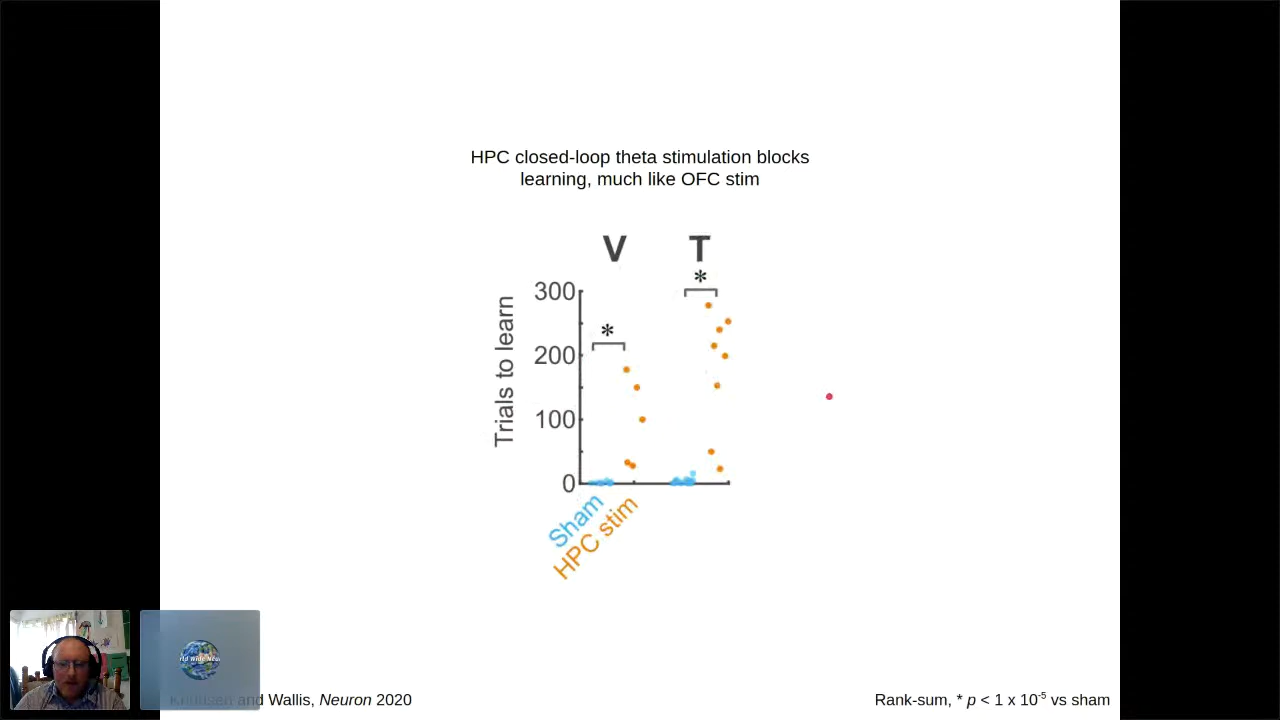 HPC closed-loop theta stimulation blocks
learning, much like OFC stim
V T
* *
Trials to learn
300
200
100
0
Sham
HPC stim
and Wallis, Neuron 2020
Rank-sum, * p < 1 x 10-5 vs sham